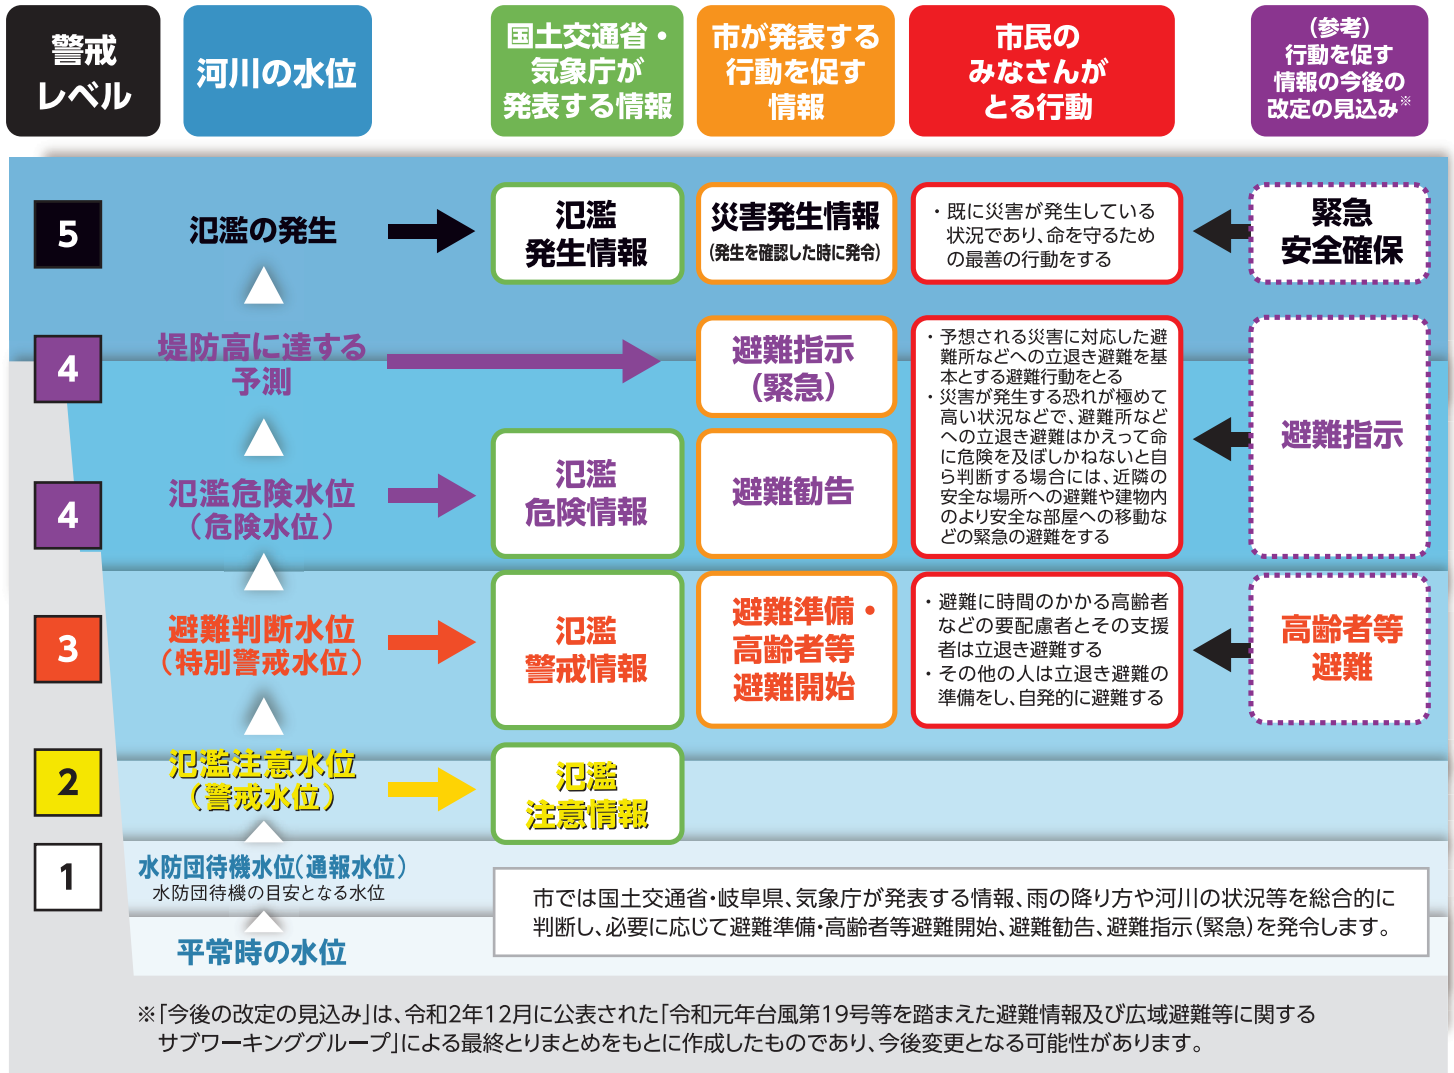 警戒
レベル
河川の水位
国土交通省・
気象庁が
発表する情報
市が発表する
行動を促す
情報
市民の
みなさんが
とる行動
(参考)
行動を促す
情報の今後の
改定の見込み※
5
氾濫の発生
氾濫
発生情報
災害発生情報
(発生を確認した時に発令)
・既に災害が発生している
状況であり、命を守るため
の最善の行動をする
緊急
安全確保
4
堤防高に達する
予測
避難指示
(緊急)
・予想される災害に対応した避
難所などへの立退き避難を基
本とする避難行動をとる
・災害が発生する恐れが極めて
高い状況などで、避難所など
への立退き避難はかえって命
に危険を及ぼしかねないと自
ら判断する場合には、近隣の
安全な場所への避難や建物内
のより安全な部屋への移動な
どの緊急の避難をする
避難指示
4
氾濫危険水位
(危険水位)
氾濫
危険情報
避難勧告
3
避難判断水位
(特別警戒水位)
氾濫
警戒情報
避難準備・
高齢者等
避難開始
・避難に時間のかかる高齢者
などの要配慮者とその支援
者は立退き避難する
・その他の人は立退き避難の
準備をし、自発的に避難する
高齢者等
避難
2
氾濫注意水位
(警戒水位)
氾濫
注意情報
1
水防団待機水位(通報水位)
水防団待機の目安となる水位
平常時の水位
市では国土交通省・岐阜県、気象庁が発表する情報、雨の降り方や河川の状況等を総合的に
判断し、必要に応じて避難準備・高齢者等避難開始、避難勧告、避難指示(緊急)を発令します。
※「今後の改定の見込み」は、令和2年12月に公表された「令和元年台風第19号等を踏まえた避難情報及び広域避難等に関する
サブワーキンググループ」による最終とりまとめをもとに作成したものであり、今後変更となる可能性があります。